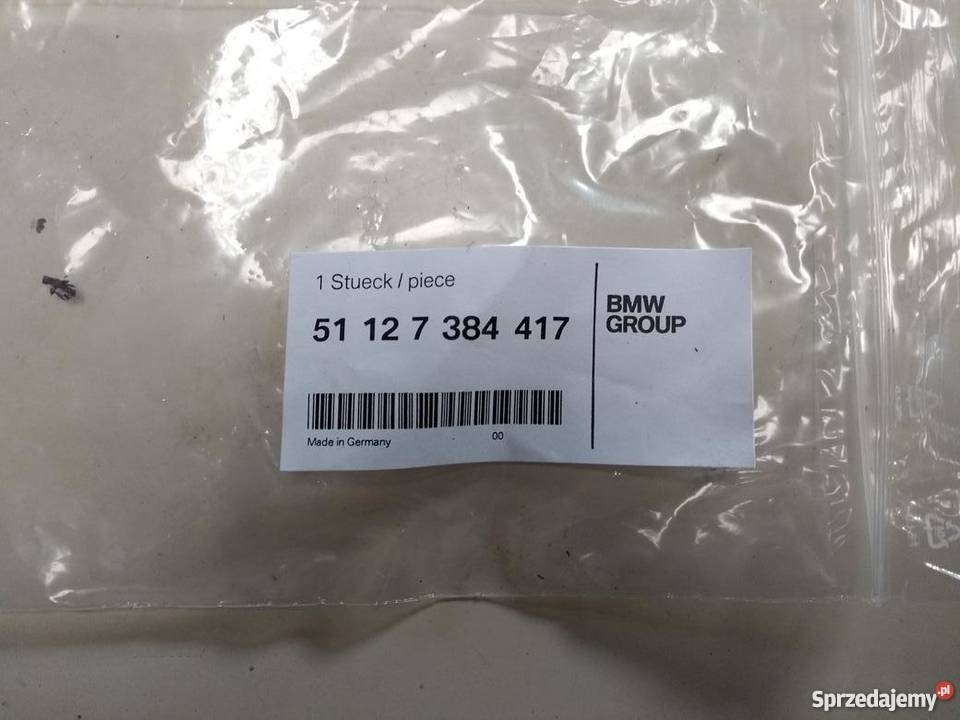 1 Stueck / piece
51 12 7 384 417
BMW
GROUP
Made in Germany
00
Sprzedajemy.pl